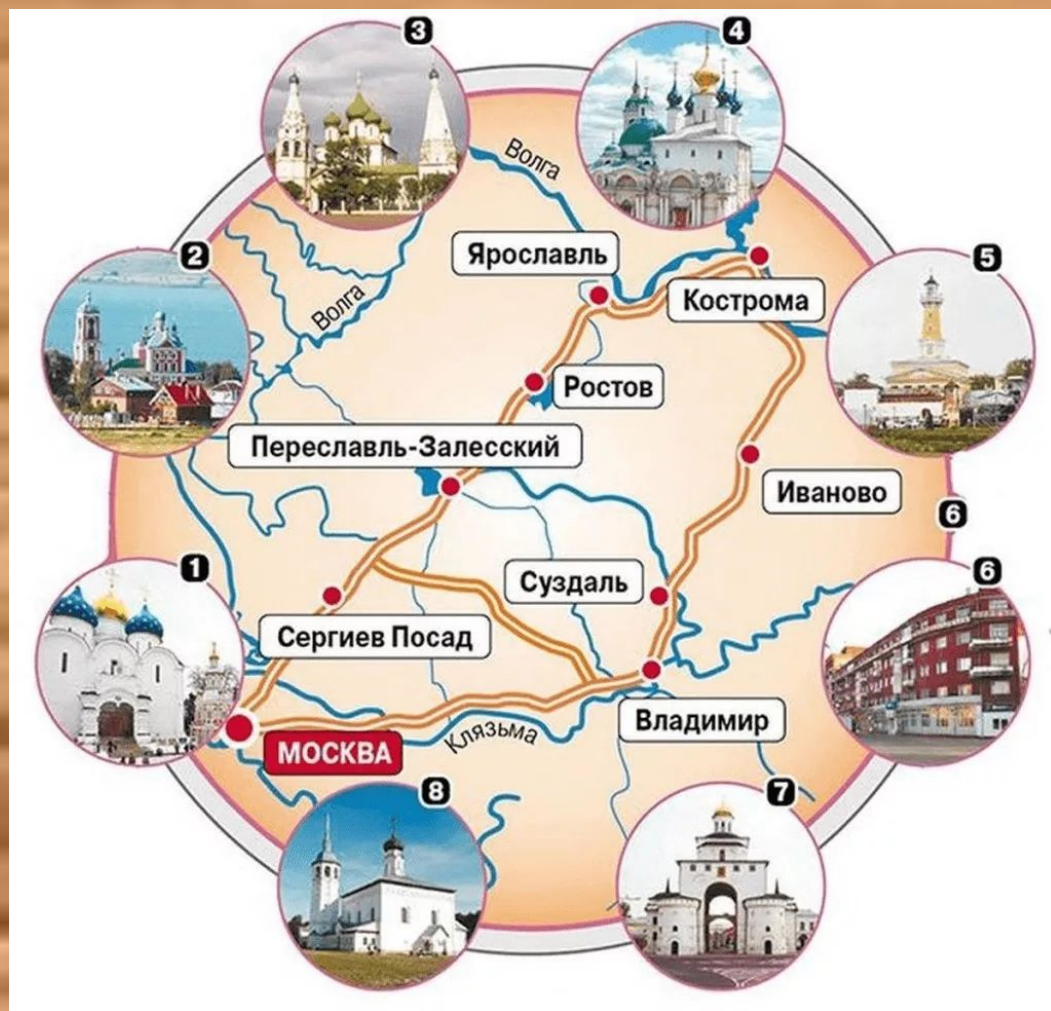 3
4
Волга
2
Ярославль
5
Волга
Кострома
Ростов
Переславль-Залесский
Иваново
6
1
Суздаль
6
Сергиев Посад
Владимир
Клязьма
МОСКВА
8
7